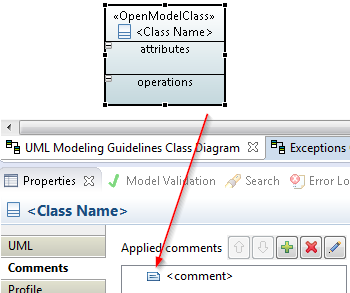 «OpenModelClass»
<Class Name>
attributes
operations
UML Modeling Guidelines Class Diagram Exceptions
Properties Model Validation Search Error Lo
<Class Name>
UML
Applied comments
Comments
<comment>
Profile